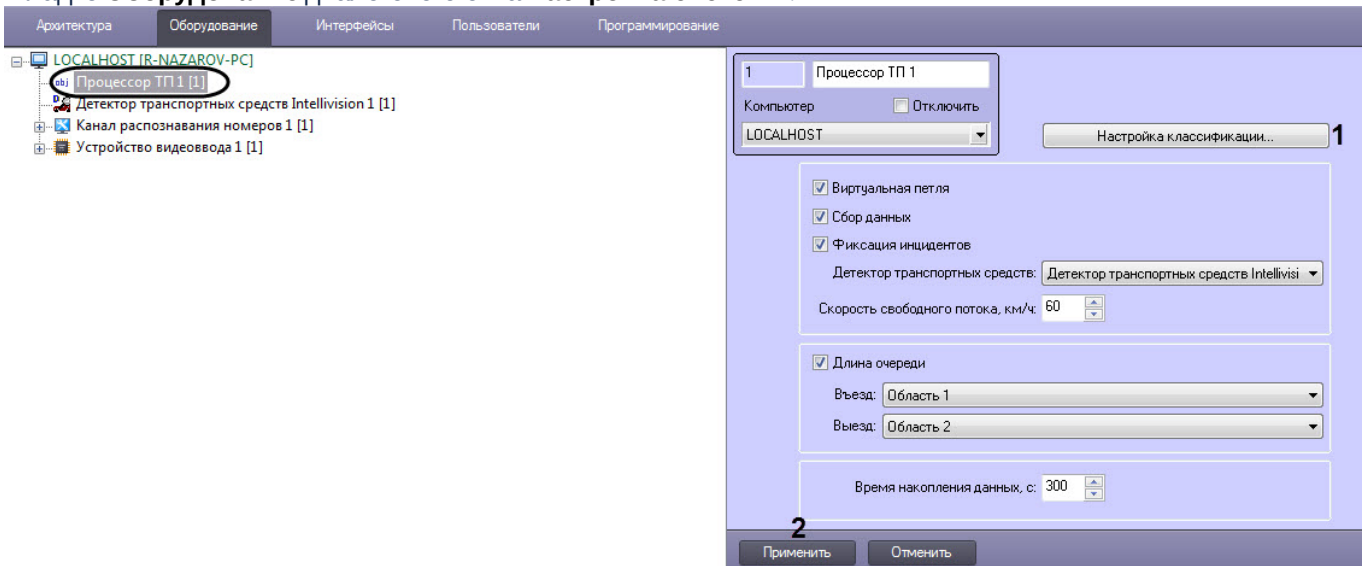 Архитектура Оборудование Интерфейсы Пользователи Программирование
LOCALHOST [R-NAZAROV-PC]
obj Процессор ТП 1 [1]
Детектор транспортных средств Intellivision 1 [1]
Канал распознавания номеров 1 [1]
Устройство видеоввода 1 [1]
1 Процессор ТП 1
Компьютер Отключить
LOCALHOST
Настройка классификации... 1
Виртуальная петля
Сбор данных
Фиксация инцидентов
Детектор транспортных средств: Детектор транспортных средств Intellivisi
Скорость свободного потока, км/ч: 60
Длина очереди
Въезд: Область 1
Выезд: Область 2
Время накопления данных, с: 300
2
Применить Отменить